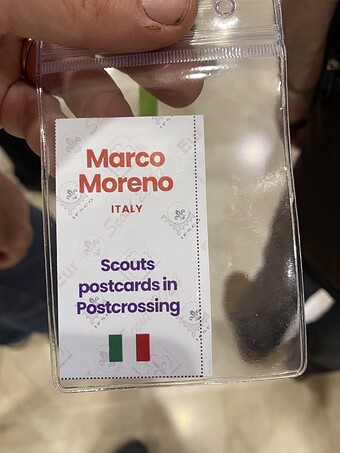 Marco
Moreno
ITALY
Scouts
postcards in
Postcrossing